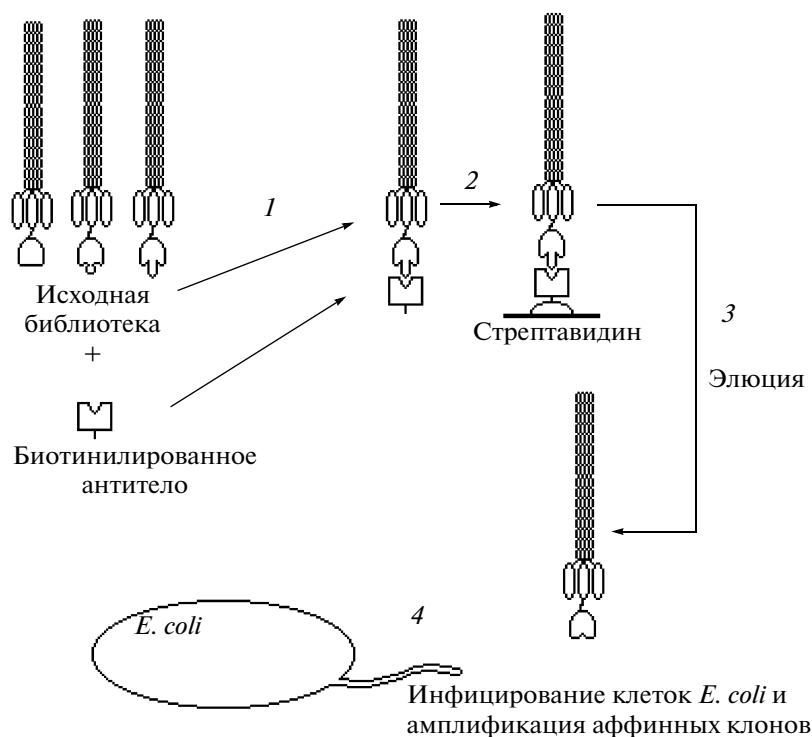 1
2
Исходная
библиотека
+
Биотинилированное
антитело
Стрептавидин
3
Элюция
E. coli
4
Инфицирование клеток E. coli и
амплификация аффинных клонов